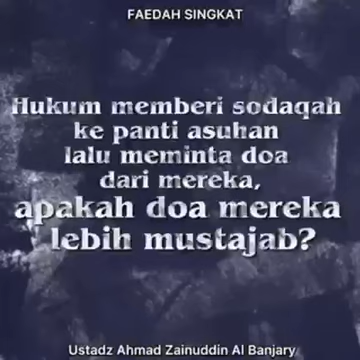 FAEDAH SINGKAT
Hukum memberi sodaqah
ke panti asuhan
lalu meminta doa
dari mereka,
apakah doa mereka
lebih mustajab?
Ustadz Ahmad Zainuddin Al Banjary